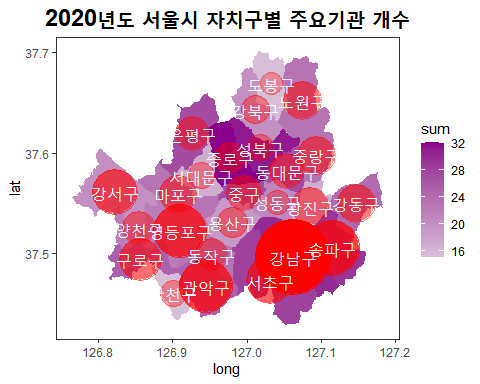 2020년도 서울시 자치구별 주요기관 개수
37.7
37.6
37.5
lat
도봉구
노원구
강북구
은평구
성북구
종로구
중랑구
서대문구
동대문구
강서구
마포구
중구
성동구
광진구
강동구
양천구
영등포구
용산구
구로구
동작구
강남구
송파구
관악구
서초구
금천구
sum
32
28
24
20
16
126.8
126.9
127.0
127.1
127.2
long